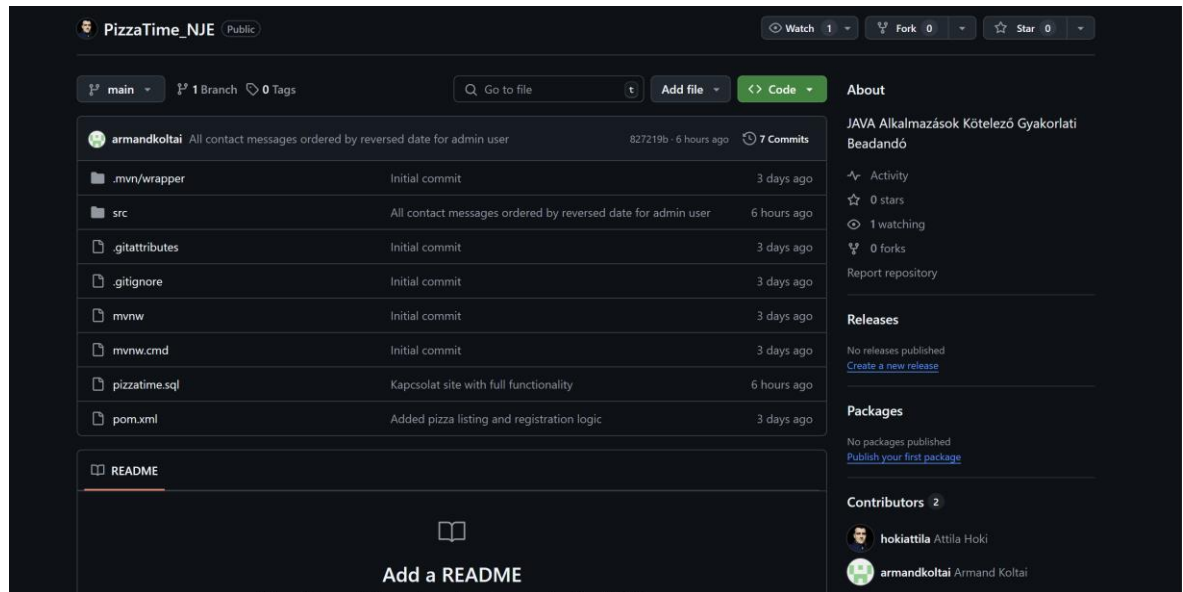 PizzaTime_NJE Public
Watch 1 Fork 0 Star 0
main 1 Branch 0 Tags
Go to file t Add file Code
armandkoltai All contact messages ordered by reversed date for admin user 827219b · 6 hours ago 7 Commits
.mvn/wrapper Initial commit 3 days ago
src All contact messages ordered by reversed date for admin user 6 hours ago
.gitattributes Initial commit 3 days ago
.gitignore Initial commit 3 days ago
mvnw Initial commit 3 days ago
mvnw.cmd Initial commit 3 days ago
pizzatime.sql Kapcsolat site with full functionality 6 hours ago
pom.xml Added pizza listing and registration logic 3 days ago
README
Add a README
About
JAVA Alkalmazások Kötelező Gyakorlati
Beadandó
Activity
0 stars
1 watching
0 forks
Report repository
Releases
No releases published
Create a new release
Packages
No packages published
Publish your first package
Contributors 2
hokiattila Attila Hoki
armandkoltai Armand Koltai